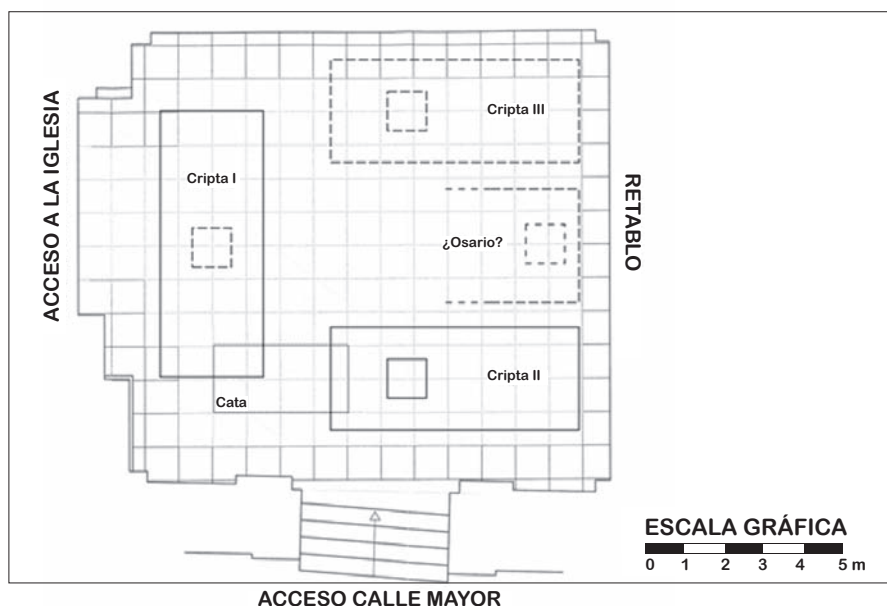 ACCESO A LA IGLESIA
Cripta III
Cripta I
RETABLO
¿Osario?
Cripta II
Cata
ESCALA GRÁFICA
0 1 2 3 4 5 m
ACCESO CALLE MAYOR